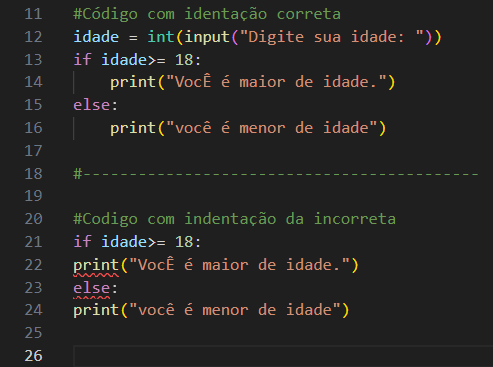 11 #Código com identação correta
12 idade = int(input("Digite sua idade: "))
13 if idade>= 18:
14     print("VocÊ é maior de idade.")
15 else:
16     print("você é menor de idade")
17
18 #-------------------------------------------
19
20 #Codigo com indentação da incorreta
21 if idade>= 18:
22 print("VocÊ é maior de idade.")
23 else:
24 print("você é menor de idade")
25
26